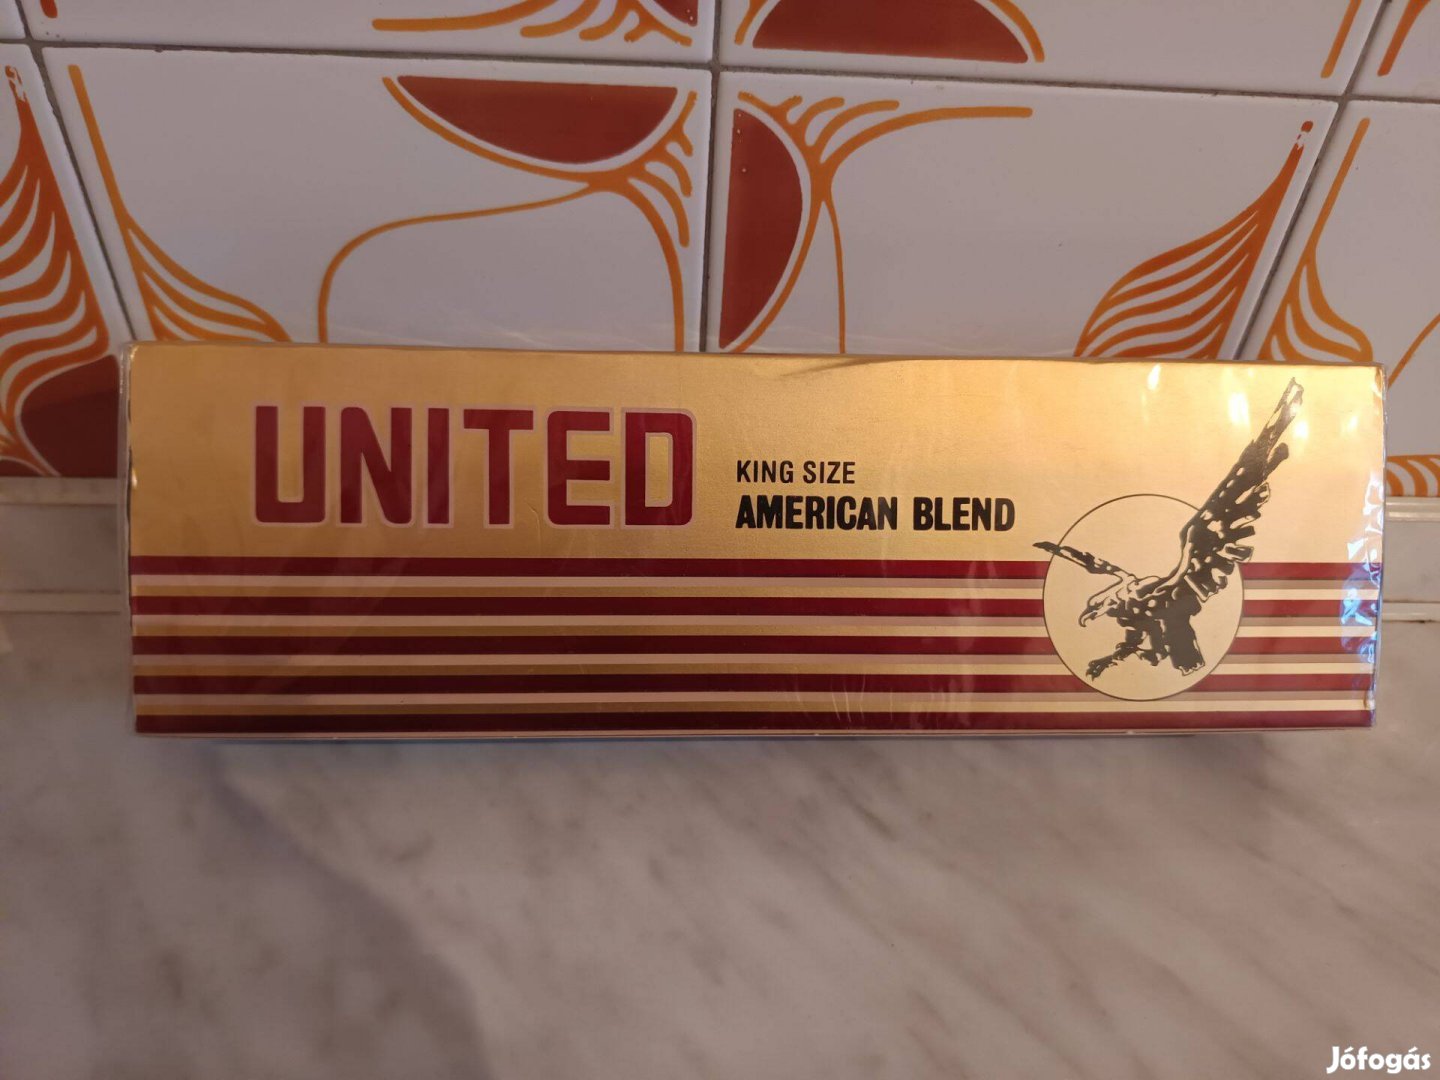 UNITED
KING SIZE
AMERICAN BLEND
Jófogás